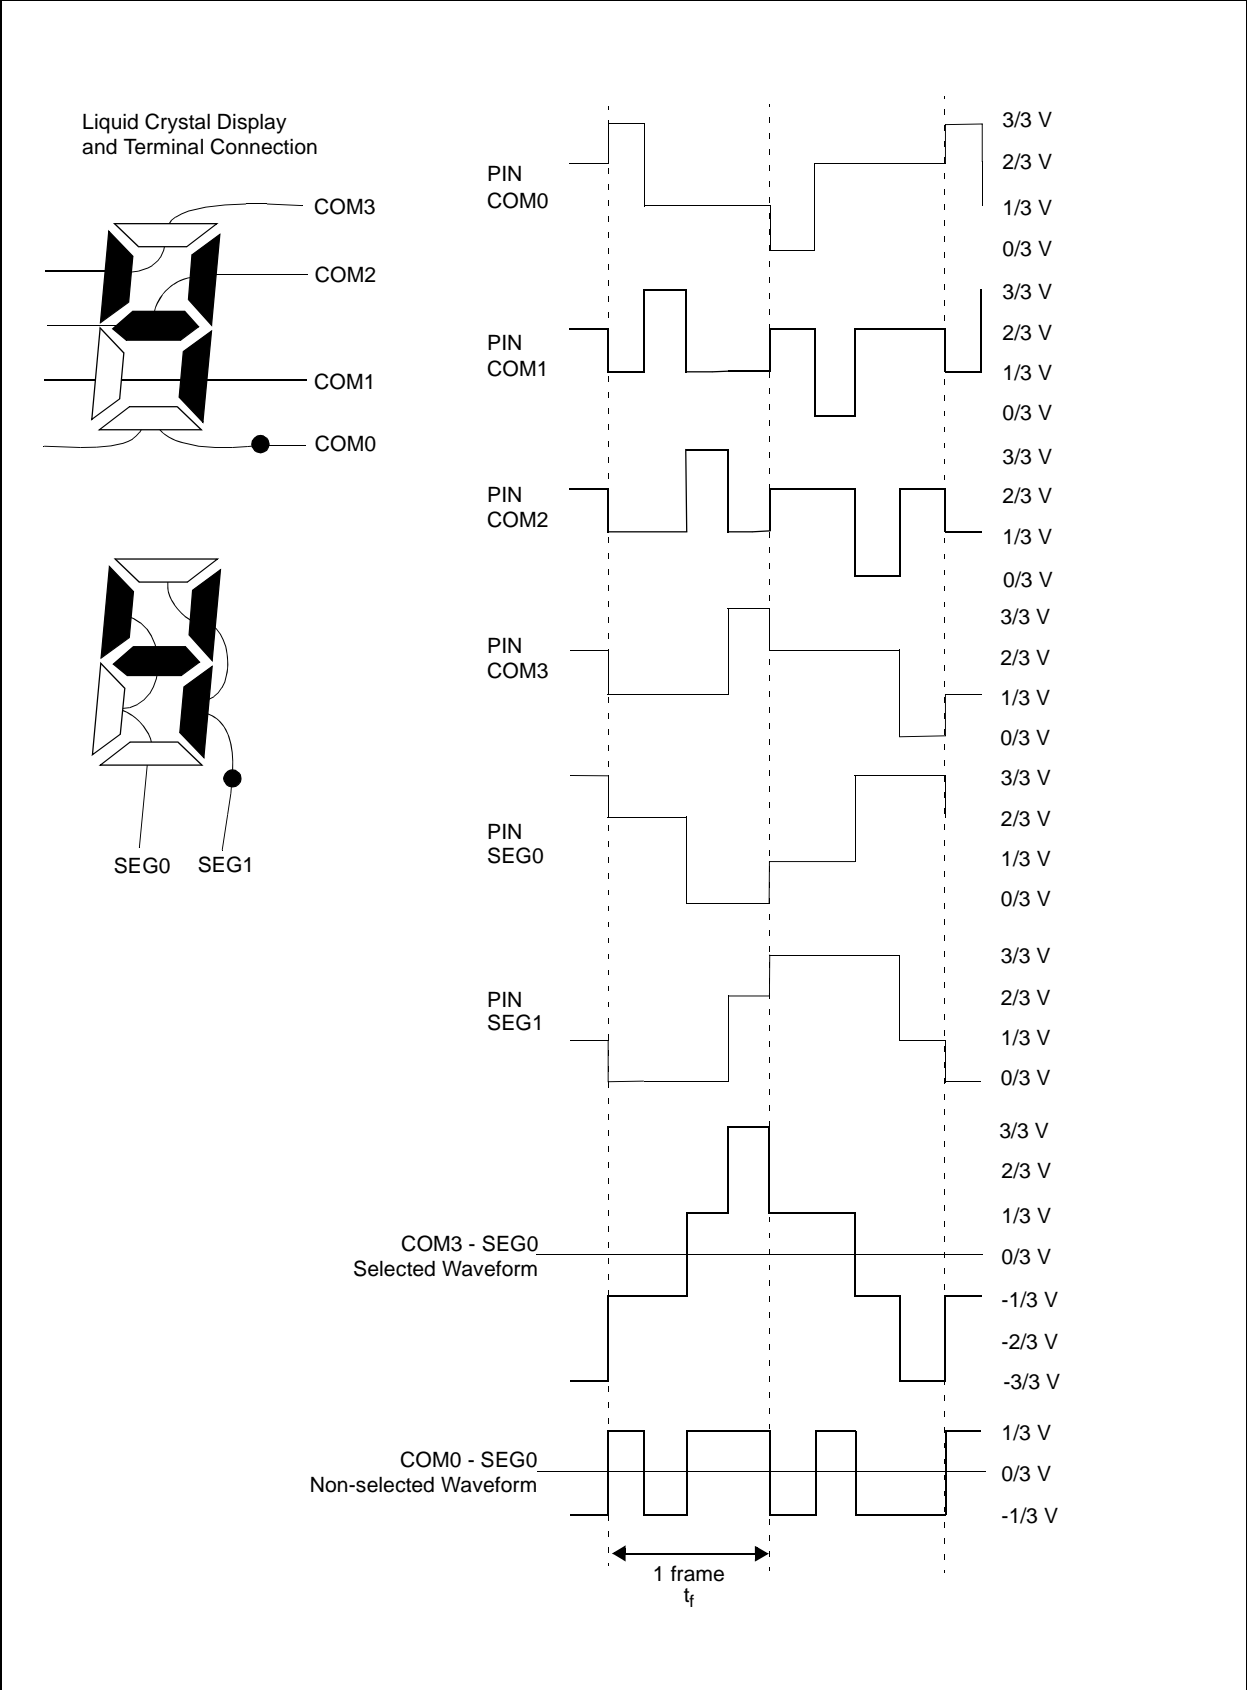 Liquid Crystal Display
and Terminal Connection
COM3
COM2
COM1
COM0
SEG0 SEG1
PIN
COM0
3/3 V
2/3 V
1/3 V
0/3 V
PIN
COM1
3/3 V
2/3 V
1/3 V
0/3 V
PIN
COM2
3/3 V
2/3 V
1/3 V
0/3 V
PIN
COM3
3/3 V
2/3 V
1/3 V
0/3 V
PIN
SEG0
3/3 V
2/3 V
1/3 V
0/3 V
PIN
SEG1
3/3 V
2/3 V
1/3 V
0/3 V
COM3 - SEG0
Selected Waveform
3/3 V
2/3 V
1/3 V
0/3 V
-1/3 V
-2/3 V
-3/3 V
COM0 - SEG0
Non-selected Waveform
1/3 V
0/3 V
-1/3 V
1 frame
tf